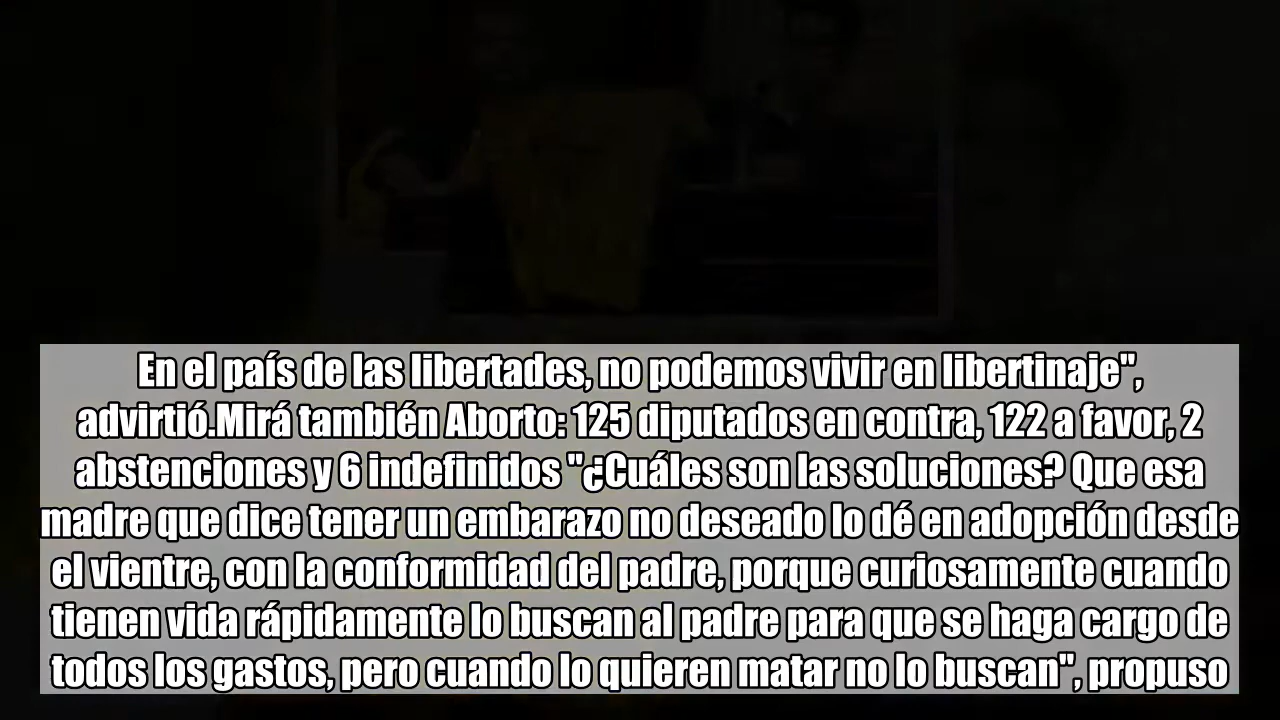 En el país de las libertades, no podemos vivir en libertinaje",
advirtió.Mirá también Aborto: 125 diputados en contra, 122 a favor, 2
abstenciones y 6 indefinidos "¿Cuáles son las soluciones? Que esa
madre que dice tener un embarazo no deseado lo dé en adopción desde
el vientre, con la conformidad del padre, porque curiosamente cuando
tienen vida rápidamente lo buscan al padre para que se haga cargo de
todos los gastos, pero cuando lo quieren matar no lo buscan", propuso